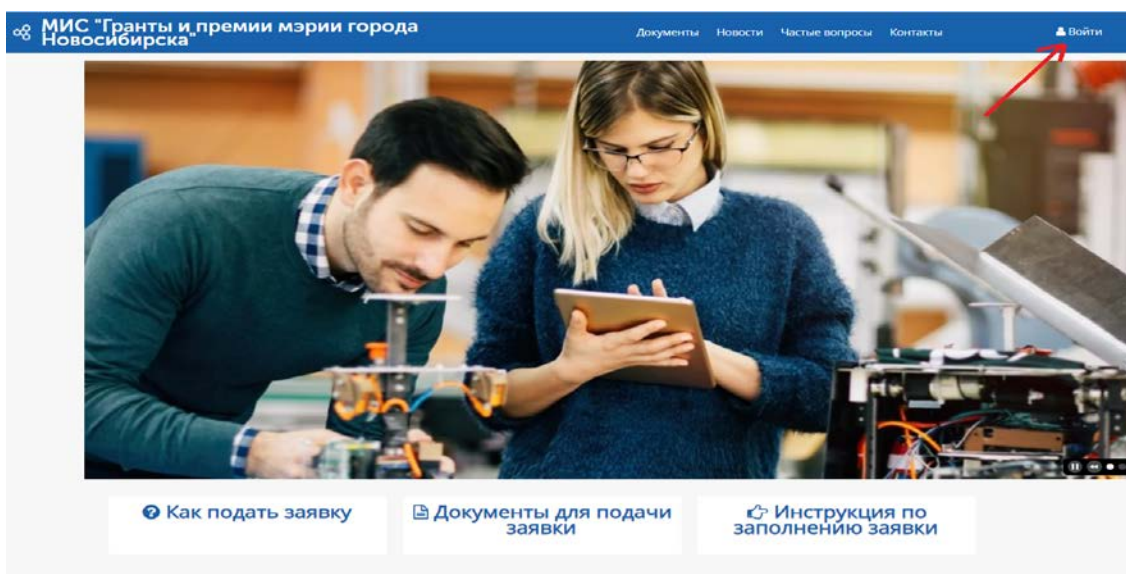 МИС "Гранты и премии мэрии города
Новосибирска"
Документы Новости Частые вопросы Контакты
Войти
Как подать заявку
Документы для подачи
заявки
Инструкция по
заполнению заявки